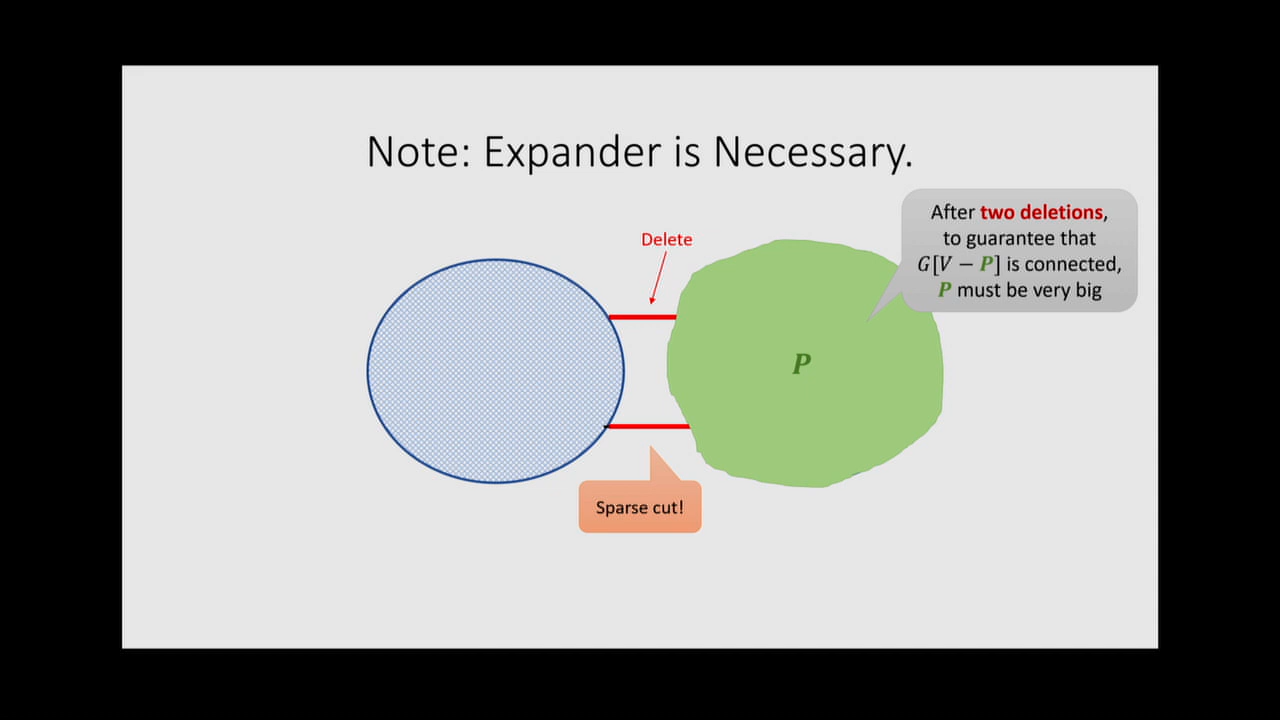 Note: Expander is Necessary.
After two deletions,
to guarantee that
G[V − P] is connected,
P must be very big
Delete
P
Sparse cut!